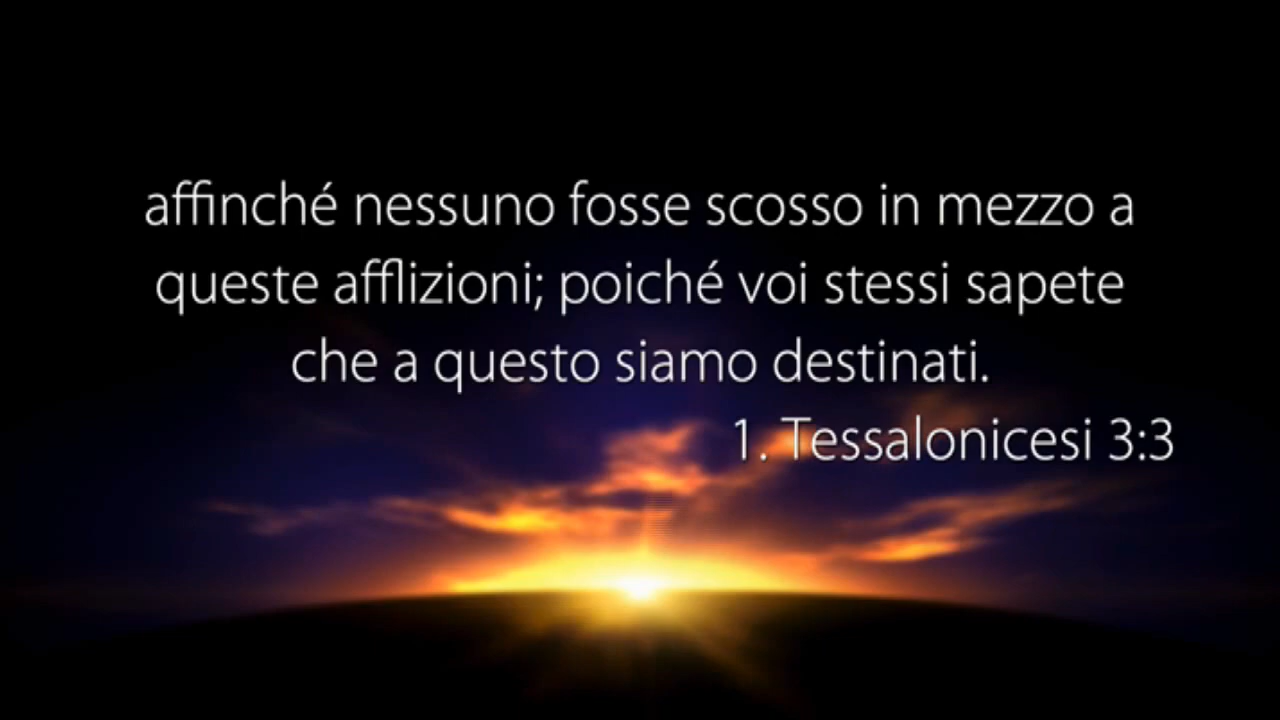 affinché nessuno fosse scosso in mezzo a
queste afflizioni; poiché voi stessi sapete
che a questo siamo destinati.
1. Tessalonicesi 3:3